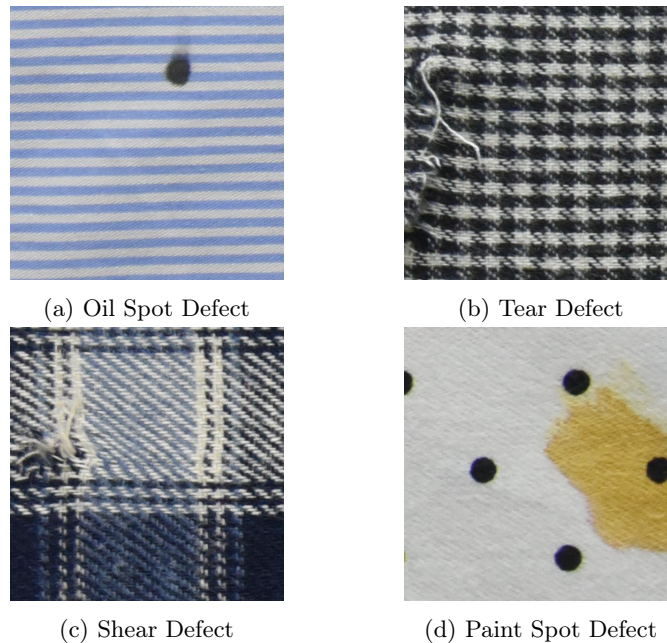 (a) Oil Spot Defect
(b) Tear Defect
(c) Shear Defect
(d) Paint Spot Defect